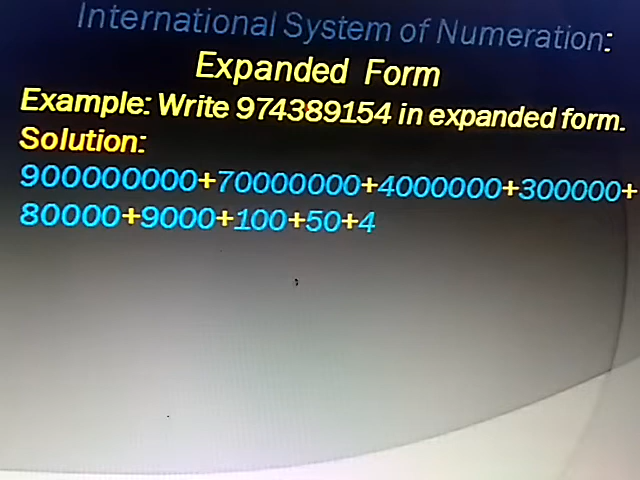 International System of Numeration:
Expanded Form
Example: Write 974389154 in expanded form.
Solution:
900000000+70000000+4000000+300000+
80000+9000+100+50+4